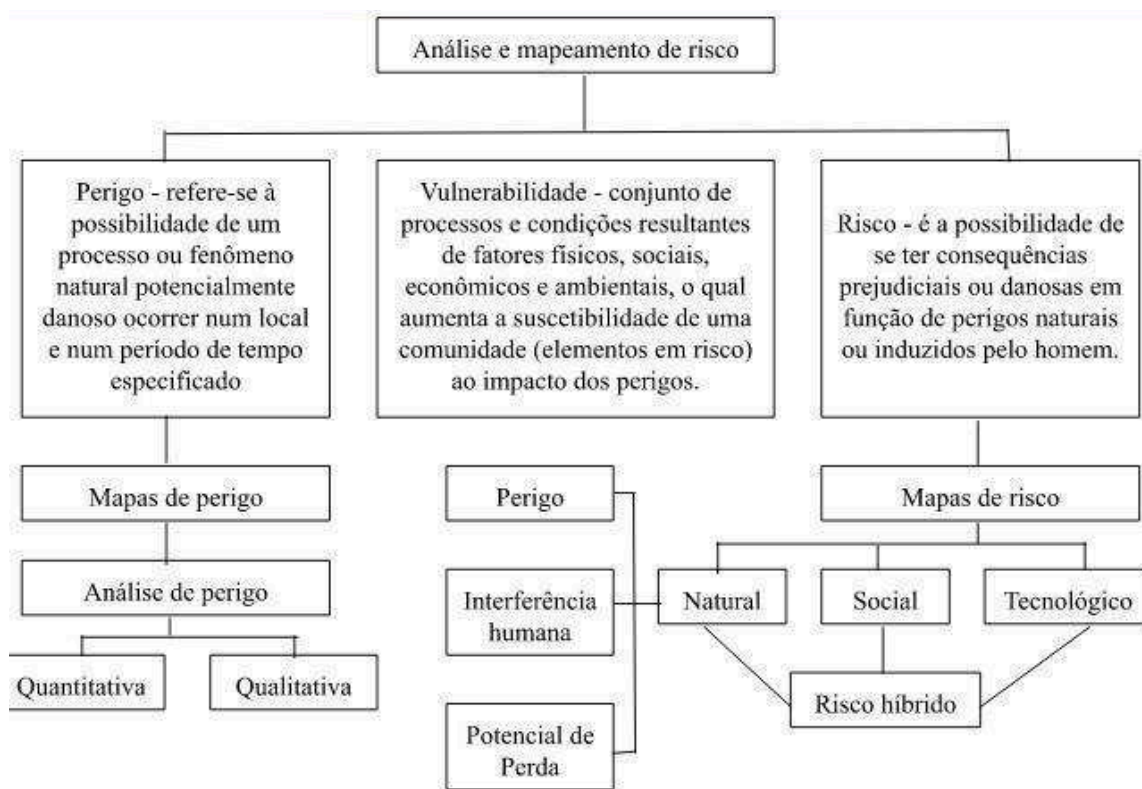 Análise e mapeamento de risco
Perigo - refere-se à
possibilidade de um
processo ou fenômeno
natural potencialmente
danoso ocorrer num local
e num período de tempo
especificado
Vulnerabilidade - conjunto de
processos e condições resultantes
de fatores físicos, sociais,
econômicos e ambientais, o qual
aumenta a suscetibilidade de uma
comunidade (elementos em risco)
ao impacto dos perigos.
Risco - é a possibilidade de
se ter consequências
prejudiciais ou danosas em
função de perigos naturais
ou induzidos pelo homem.
Mapas de perigo
Análise de perigo
Quantitativa
Qualitativa
Perigo
Interferência
humana
Potencial de
Perda
Mapas de risco
Natural
Social
Tecnológico
Risco híbrido